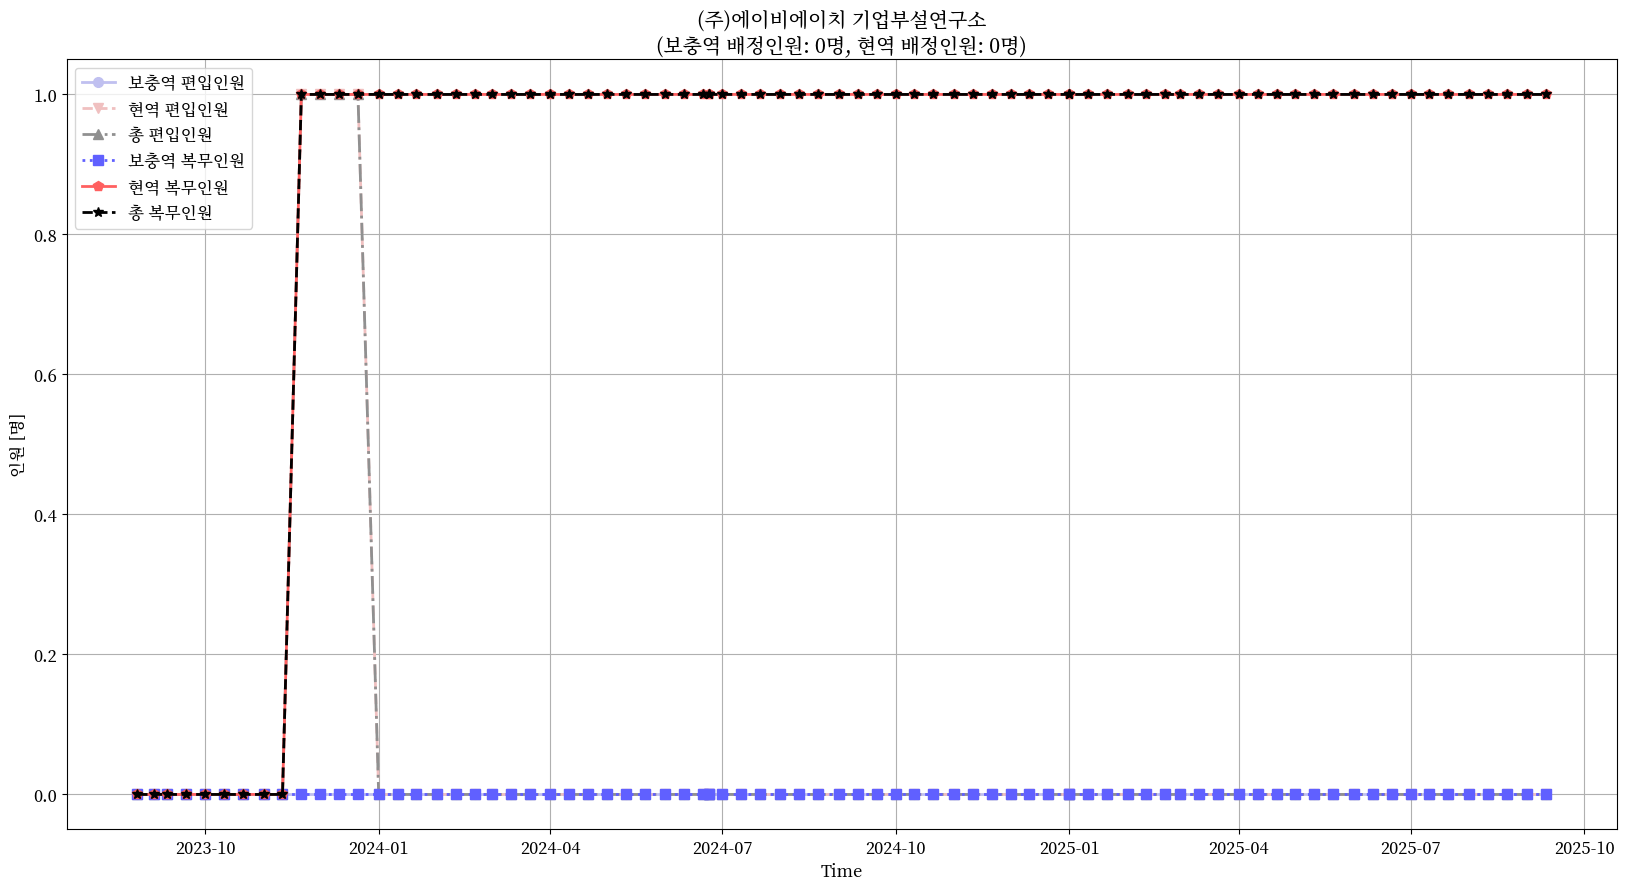 (주)에이비에이치 기업부설연구소
(보충역 배정인원: 0명, 현역 배정인원: 0명)
보충역 편입인원
현역 편입인원
총 편입인원
보충역 복무인원
현역 복무인원
총 복무인원
1.0
0.8
0.6
0.4
0.2
0.0
인원 [명]
2023-10
2024-01
2024-04
2024-07
2024-10
2025-01
2025-04
2025-07
2025-10
Time